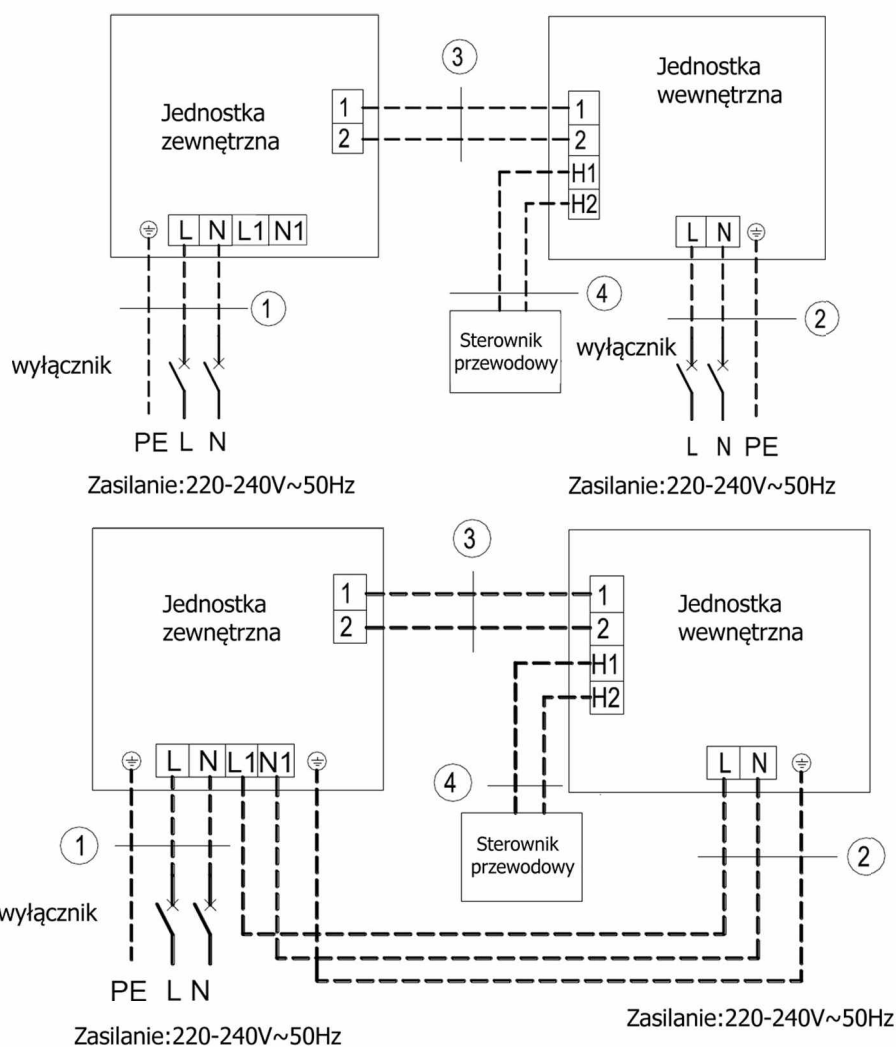 3
Jednostka
zewnętrzna
1
2
1
2
H1
H2
Jednostka
wewnętrzna
L N L1 N1
L N
1
4
2
wyłącznik
Sterownik
przewodowy
wyłącznik
PE L N
L N PE
Zasilanie:220-240V~50Hz
Zasilanie:220-240V~50Hz
3
Jednostka
zewnętrzna
1
2
1
2
H1
H2
Jednostka
wewnętrzna
L N L1 N1
L N
4
1
Sterownik
przewodowy
2
wyłącznik
PE L N
Zasilanie:220-240V~50Hz
Zasilanie:220-240V~50Hz